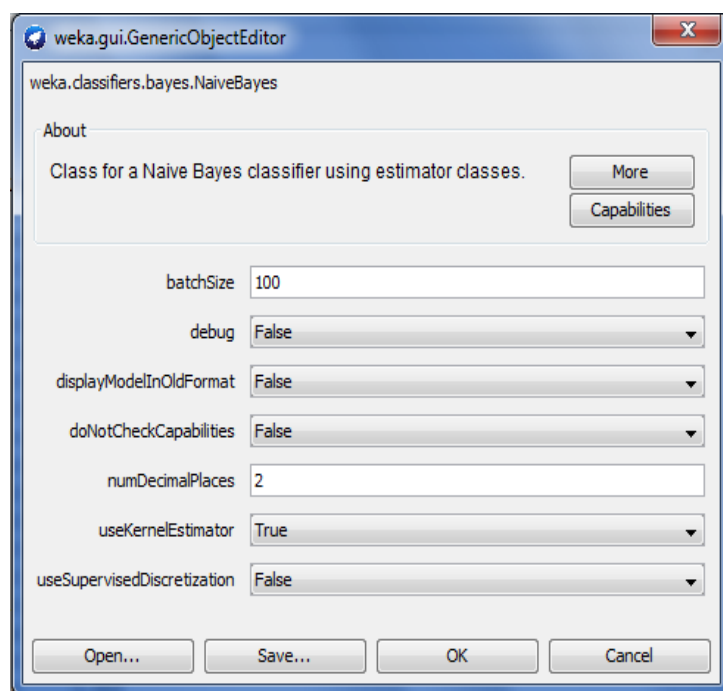 weka.gui.GenericObjectEditor
weka.classifiers.bayes.NaiveBayes
About
Class for a Naive Bayes classifier using estimator classes.
More
Capabilities
batchSize 100
debug False
displayModelInOldFormat False
doNotCheckCapabilities False
numDecimalPlaces 2
useKernelEstimator True
useSupervisedDiscretization False
Open... Save... OK Cancel